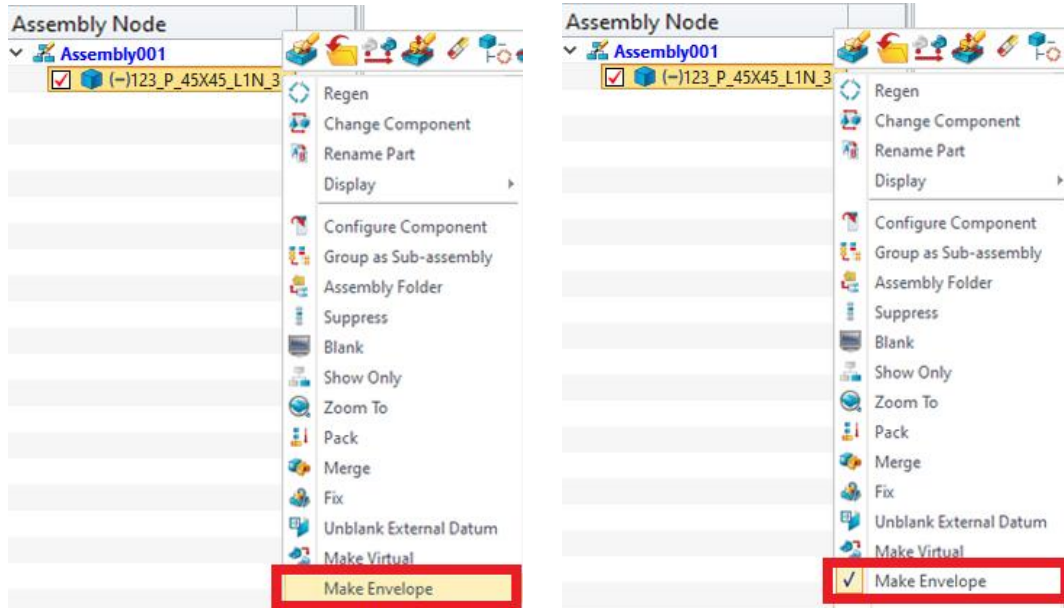 Assembly Node
Assembly001
(−)123_P_45X45_L1N_3
Regen
Change Component
Rename Part
Display
Configure Component
Group as Sub-assembly
Assembly Folder
Suppress
Blank
Show Only
Zoom To
Pack
Merge
Fix
Unblank External Datum
Make Virtual
Make Envelope
Assembly Node
Assembly001
(−)123_P_45X45_L1N_3
Regen
Change Component
Rename Part
Display
Configure Component
Group as Sub-assembly
Assembly Folder
Suppress
Blank
Show Only
Zoom To
Pack
Merge
Fix
Unblank External Datum
Make Virtual
Make Envelope